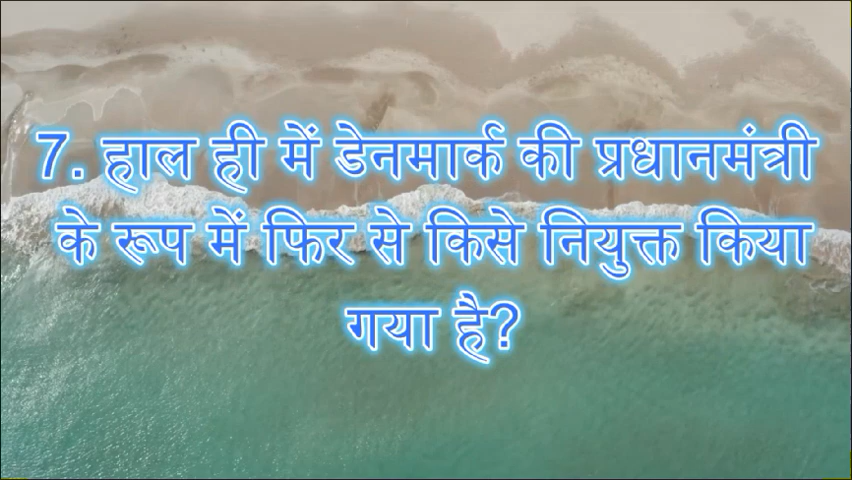 7. हाल ही में डेनमार्क की प्रधानमंत्री
के रूप में फिर से किसे नियुक्त किया
गया है?